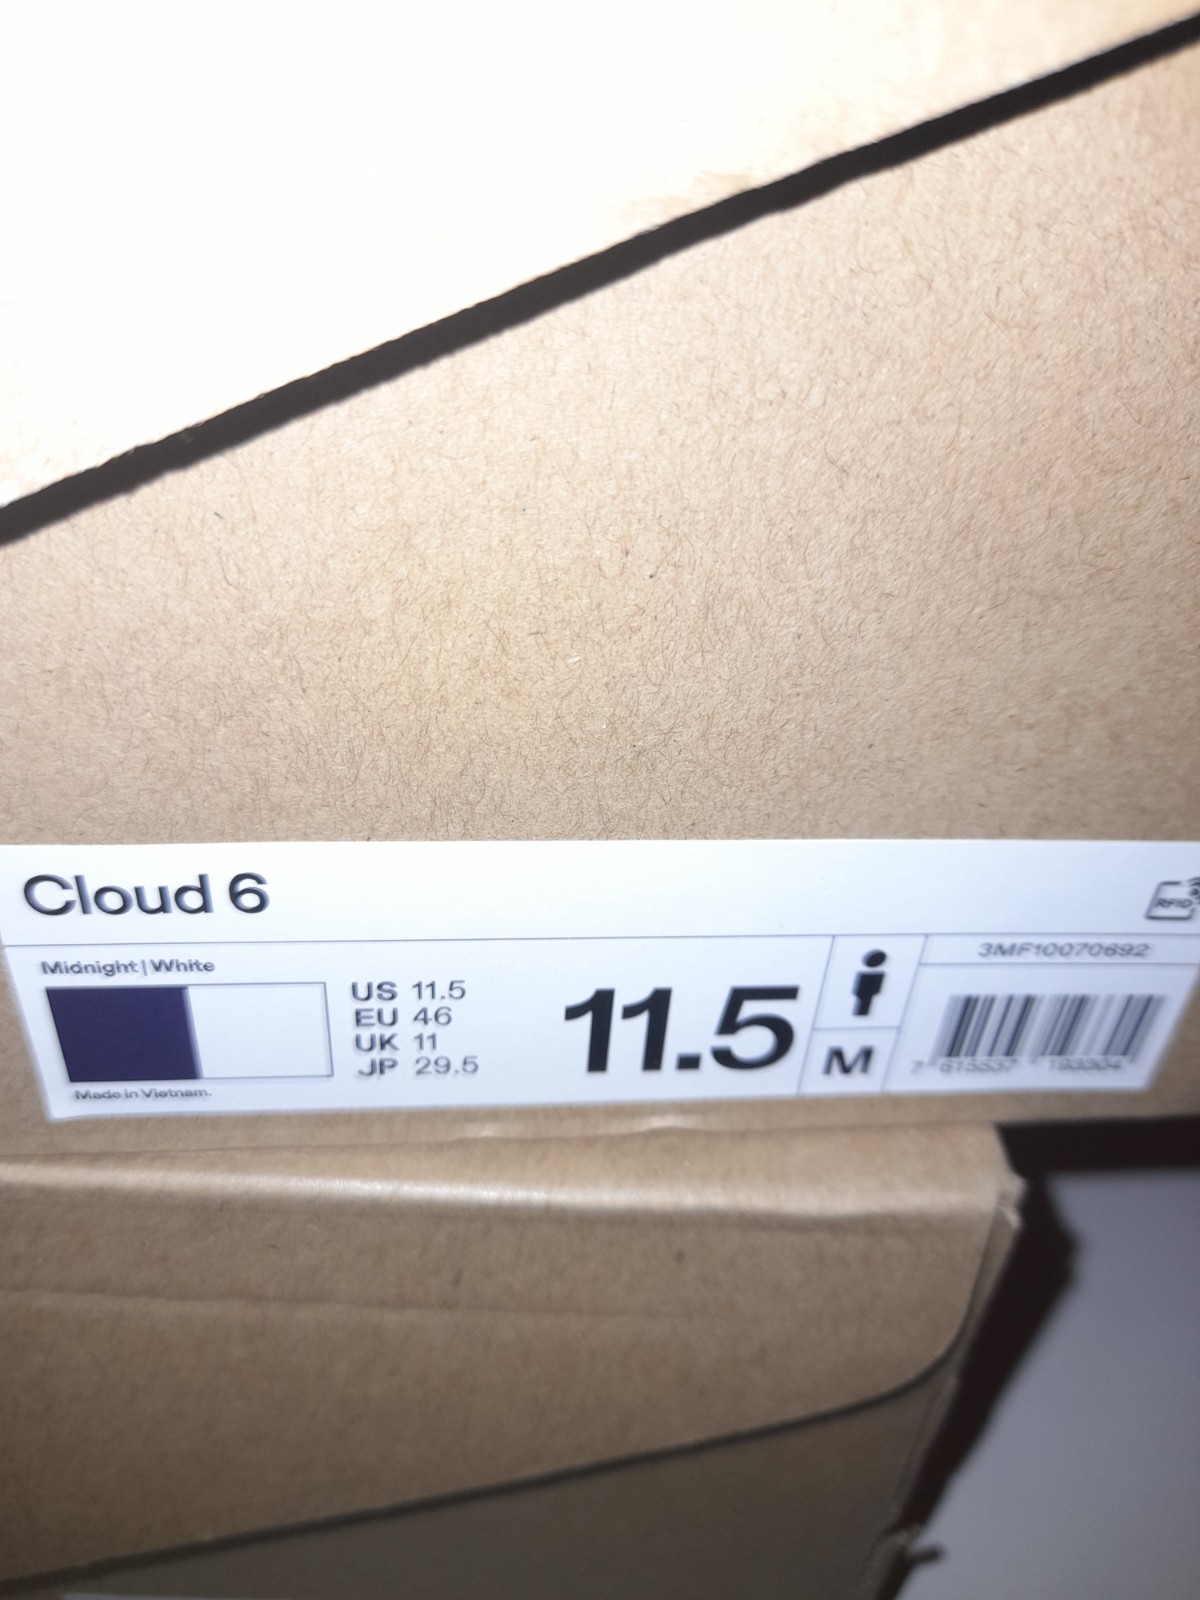 Cloud 6
RFID
Midnight | White
US 11.5
EU 46
UK 11
JP 29.5
Made in Vietnam.
11.5
M
3MF10070692
7